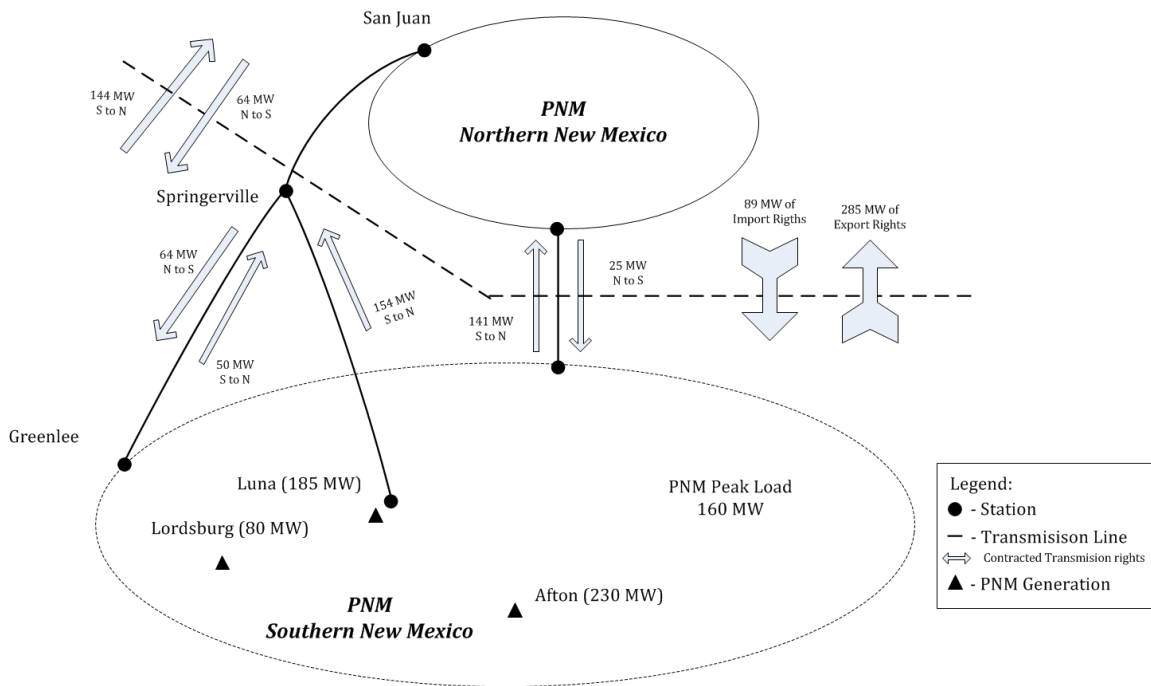 San Juan
PNM
Northern New Mexico
144 MW
S to N
64 MW
N to S
Springerville
89 MW of
Import Rigths
285 MW of
Export Rights
64 MW
N to S
25 MW
N to S
154 MW
S to N
141 MW
S to N
50 MW
S to N
Greenlee
Luna (185 MW)
PNM Peak Load
160 MW
Lordsburg (80 MW)
Afton (230 MW)
PNM
Southern New Mexico
Legend:
- Station
- Transmisison Line
Contracted Transmision rights
- PNM Generation